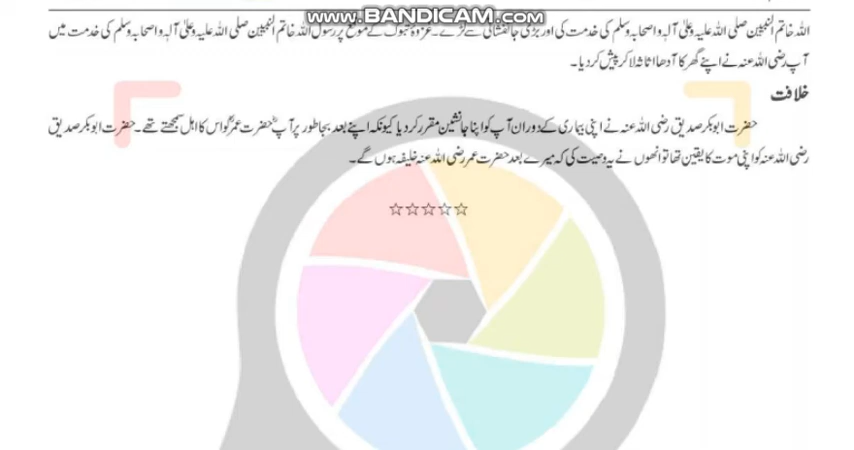 www.BANDICAM.com
اللہ خاتم النبیین صلی اللہ علیہ وعلیٰ آلہٖ واصحابہٖ وسلم کی خدمت کی اور بڑی جانفشانی سے لڑے۔ غزوۂ تبوک کے موقع پر رسول اللہ خاتم النبیین صلی اللہ علیہ وعلیٰ آلہٖ واصحابہٖ وسلم کی خدمت میں
آپ رضی اللہ عنہ نے اپنے گھر کا آدھا اثاثہ لا کر پیش کر دیا۔
خلافت
حضرت ابوبکر صدیق رضی اللہ عنہ نے اپنی بیماری کے دوران آپ کو اپنا جانشین مقرر کر دیا کیونکہ اپنے بعد بجا طور پر آپؓ حضرت عمرؓ کو اس کا اہل سمجھتے تھے۔ حضرت ابوبکر صدیق
رضی اللہ عنہ کو اپنی موت کا یقین تھا تو انھوں نے یہ وصیت کی کہ میرے بعد حضرت عمر رضی اللہ عنہ خلیفہ ہوں گے۔
☆☆☆☆☆